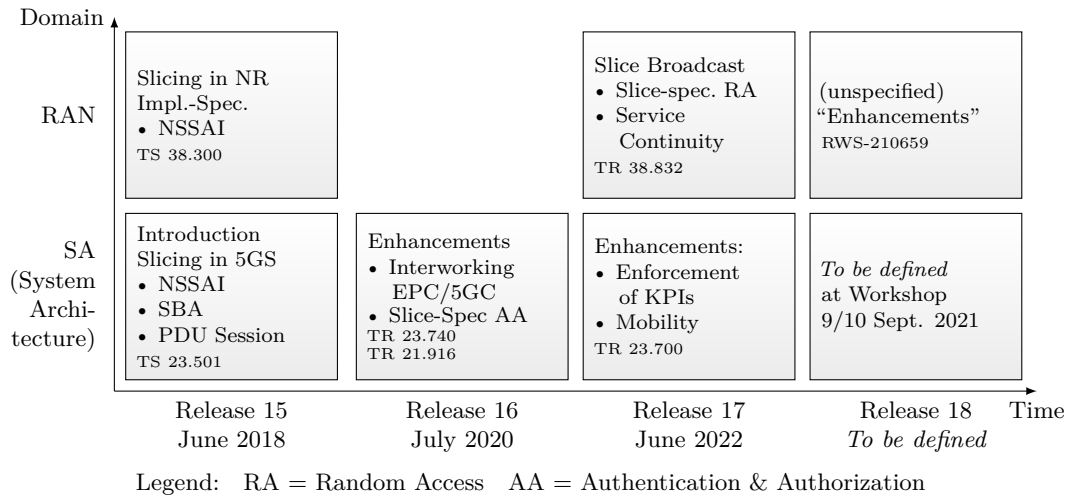 Domain
RAN
Slicing in NR
Impl.-Spec.
• NSSAI
TS 38.300
Slice Broadcast
• Slice-spec. RA
• Service
Continuity
TR 38.832
(unspecified)
“Enhancements”
RWS-210659
SA
(System
Archi-
tecture)
Introduction
Slicing in 5GS
• NSSAI
• SBA
• PDU Session
TS 23.501
Enhancements
• Interworking
EPC/5GC
• Slice-Spec AA
TR 23.740
TR 21.916
Enhancements:
• Enforcement
of KPIs
• Mobility
TR 23.700
To be defined
at Workshop
9/10 Sept. 2021
Release 15
June 2018
Release 16
July 2020
Release 17
June 2022
Release 18
To be defined
Time
Legend: RA = Random Access AA = Authentication & Authorization